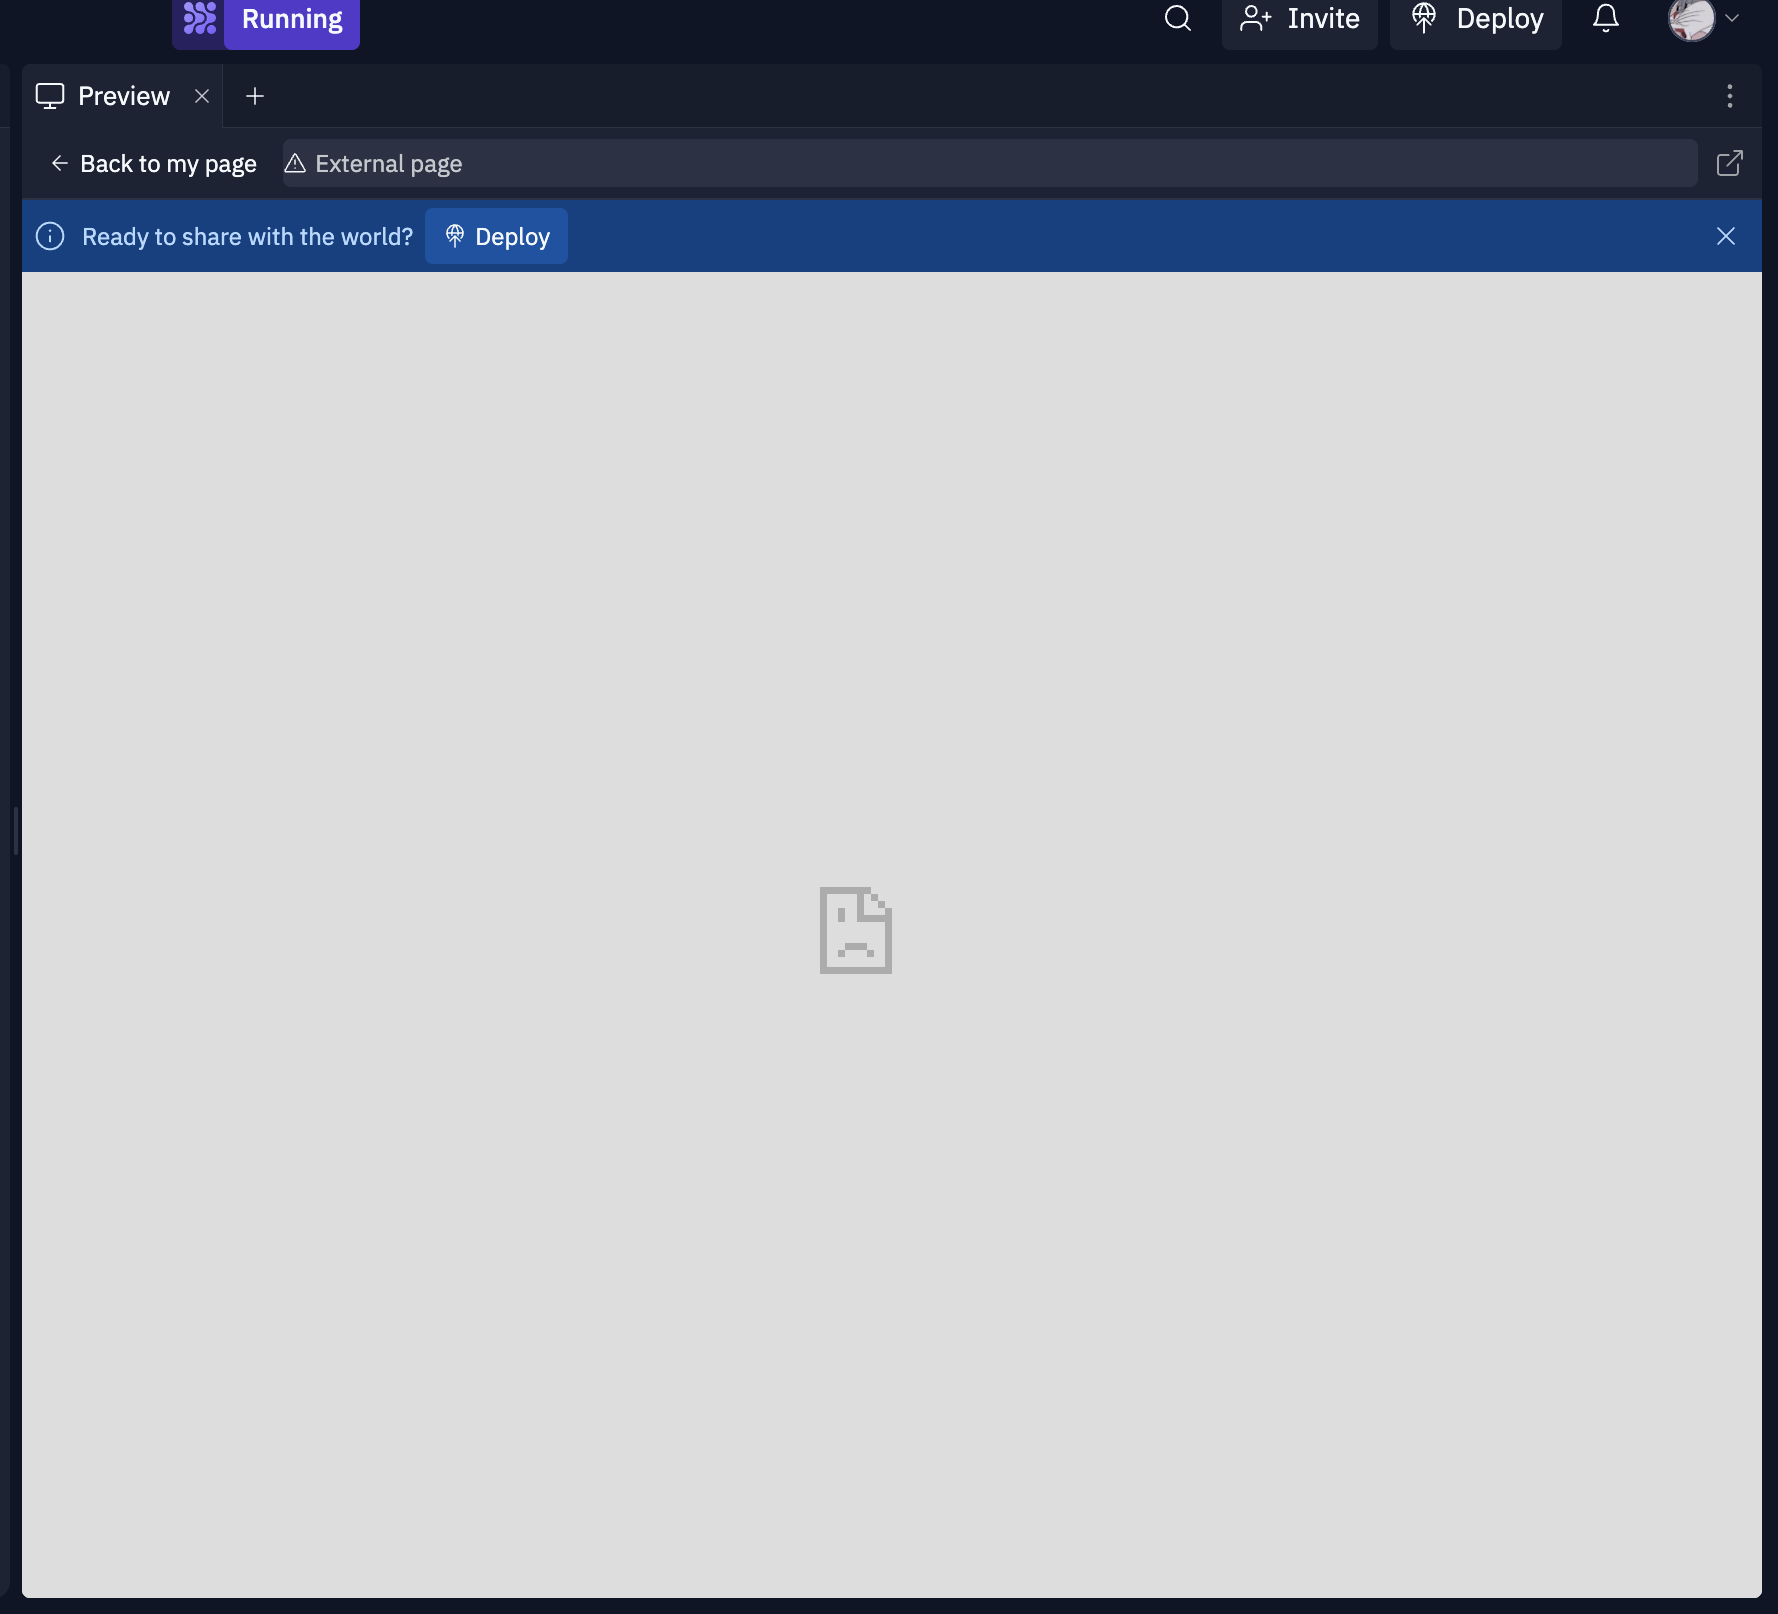 Running
Invite
Deploy
Preview
Back to my page
External page
Ready to share with the world?
Deploy